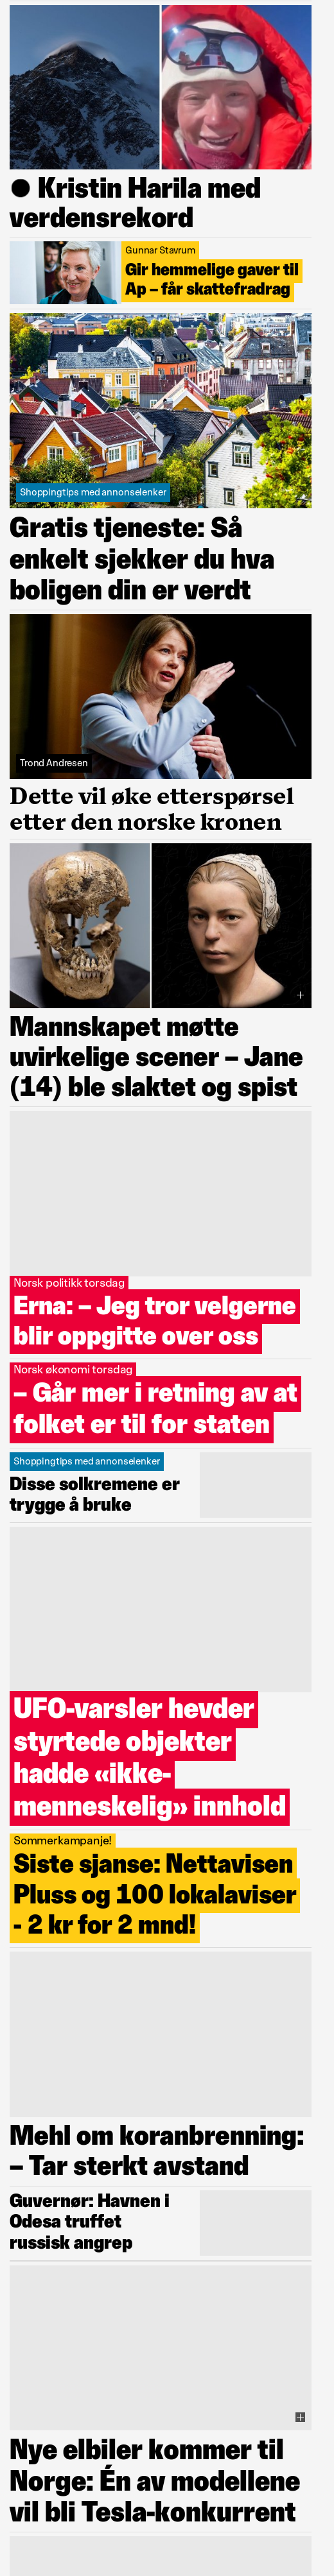 ● Kristin Harila med
verdensrekord
Gunnar Stavrum
Gir hemmelige gaver til
Ap – får skattefradrag
Shoppingtips med annonselenker
Gratis tjeneste: Så
enkelt sjekker du hva
boligen din er verdt
Trond Andresen
Dette vil øke etterspørsel
etter den norske kronen
Mannskapet møtte
uvirkelige scener – Jane
(14) ble slaktet og spist
Norsk politikk torsdag
Erna: – Jeg tror velgerne
blir oppgitte over oss
Norsk økonomi torsdag
– Går mer i retning av at
folket er til for staten
Shoppingtips med annonselenker
Disse solkremene er
trygge å bruke
UFO-varsler hevder
styrtede objekter
hadde «ikke-
menneskelig» innhold
Sommerkampanje!
Siste sjanse: Nettavisen
Pluss og 100 lokalaviser
- 2 kr for 2 mnd!
Mehl om koranbrenning:
– Tar sterkt avstand
Guvernør: Havnen i
Odesa truffet
russisk angrep
Nye elbiler kommer til
Norge: Én av modellene
vil bli Tesla-konkurrent